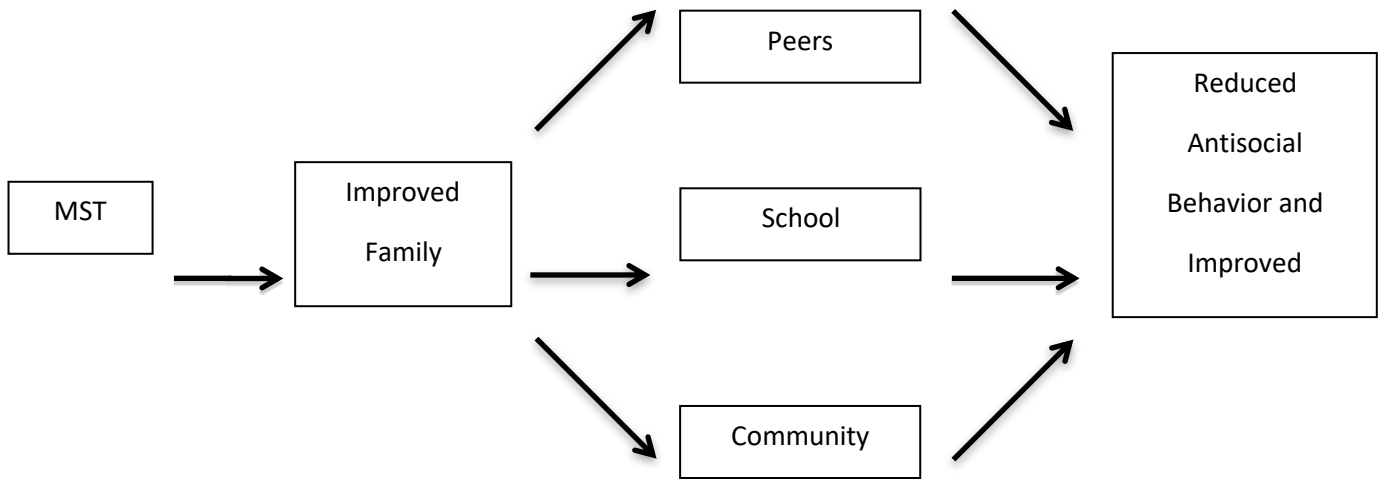 MST
Improved
Family
Peers
School
Community
Reduced
Antisocial
Behavior and
Improved